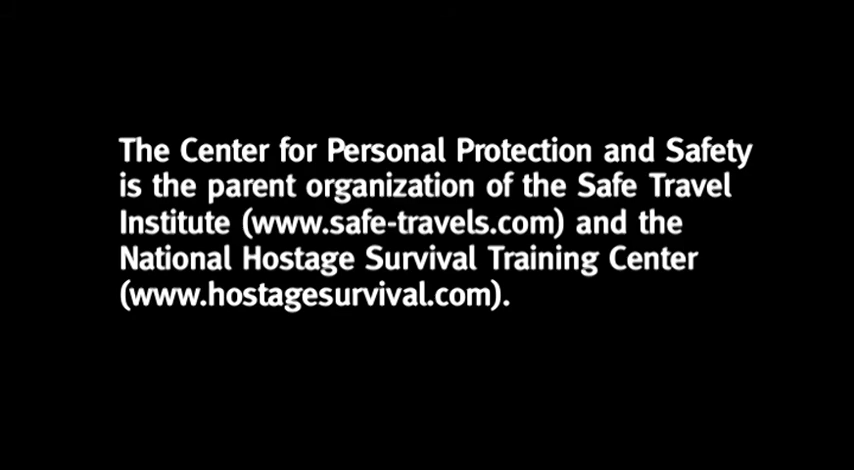 The Center for Personal Protection and Safety
is the parent organization of the Safe Travel
Institute (www.safe-travels.com) and the
National Hostage Survival Training Center
(www.hostagesurvival.com).